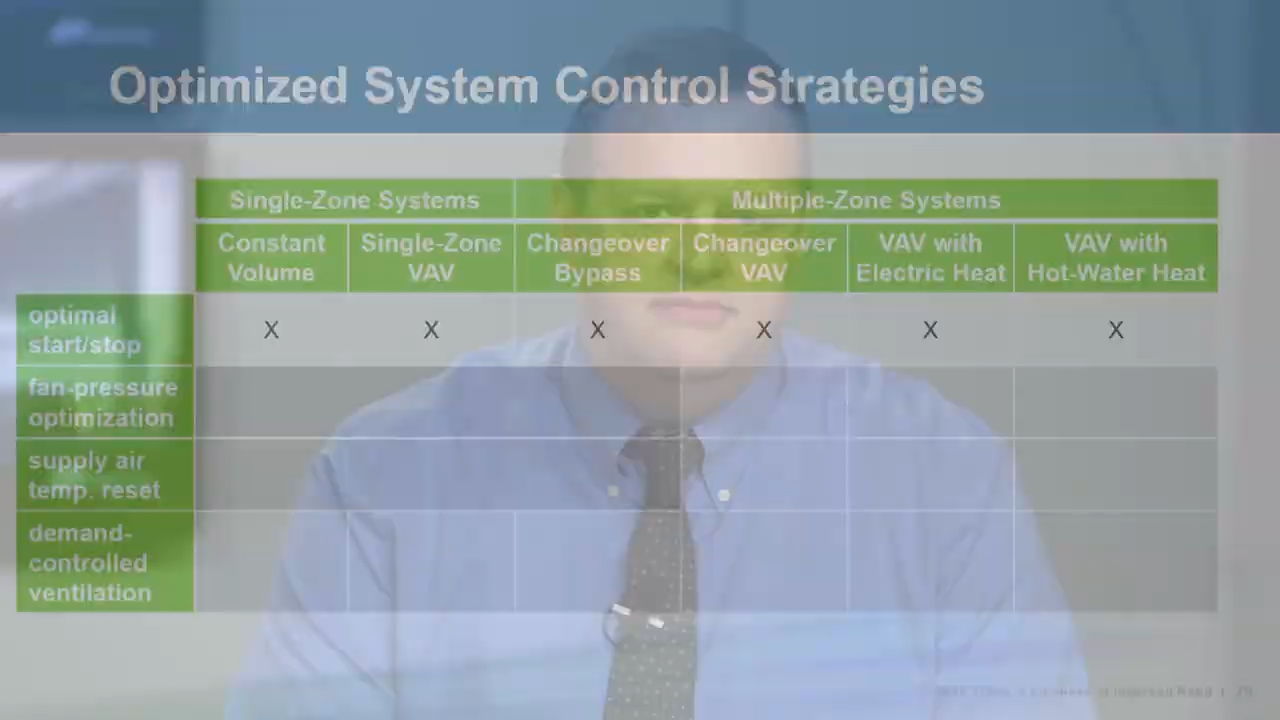 Optimized System Control Strategies
Single-Zone Systems Multiple-Zone Systems
Constant Volume Single-Zone VAV Changeover Bypass Changeover VAV VAV with Electric Heat VAV with Hot-Water Heat
optimal
start/stop
X X X X X X
fan-pressure
optimization
supply air
temp. reset
demand-
controlled
ventilation